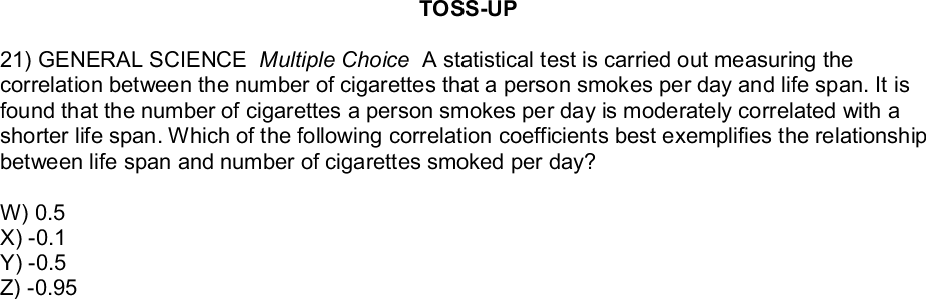 TOSS-UP
21) GENERAL SCIENCE Multiple Choice A statistical test is carried out measuring the
correlation between the number of cigarettes that a person smokes per day and life span. It is
found that the number of cigarettes a person smokes per day is moderately correlated with a
shorter life span. Which of the following correlation coefficients best exemplifies the relationship
between life span and number of cigarettes smoked per day?
W) 0.5
X) -0.1
Y) -0.5
Z) -0.95